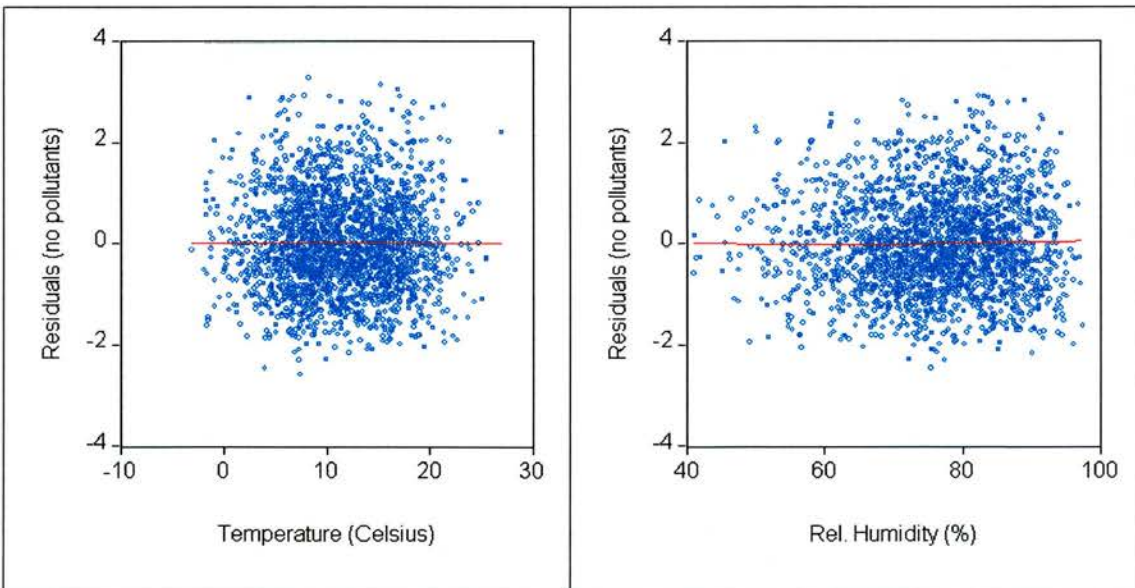 4
2
0
-2
-4
Residuals (no pollutants)
-10 0 10 20 30
Temperature (Celsius)
4
2
0
-2
-4
Residuals (no pollutants)
40 60 80 100
Rel. Humidity (%)